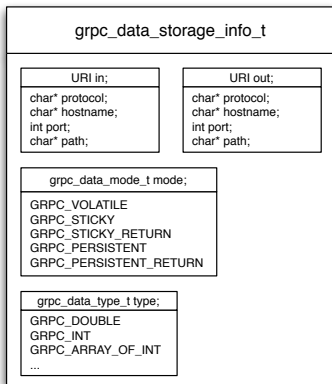 grpc_data_storage_info_t
URI in;
char* protocol;
char* hostname;
int port;
char* path;
URI out;
char* protocol;
char* hostname;
int port;
char* path;
grpc_data_mode_t mode;
GRPC_VOLATILE
GRPC_STICKY
GRPC_STICKY_RETURN
GRPC_PERSISTENT
GRPC_PERSISTENT_RETURN
grpc_data_type_t type;
GRPC_DOUBLE
GRPC_INT
GRPC_ARRAY_OF_INT
...